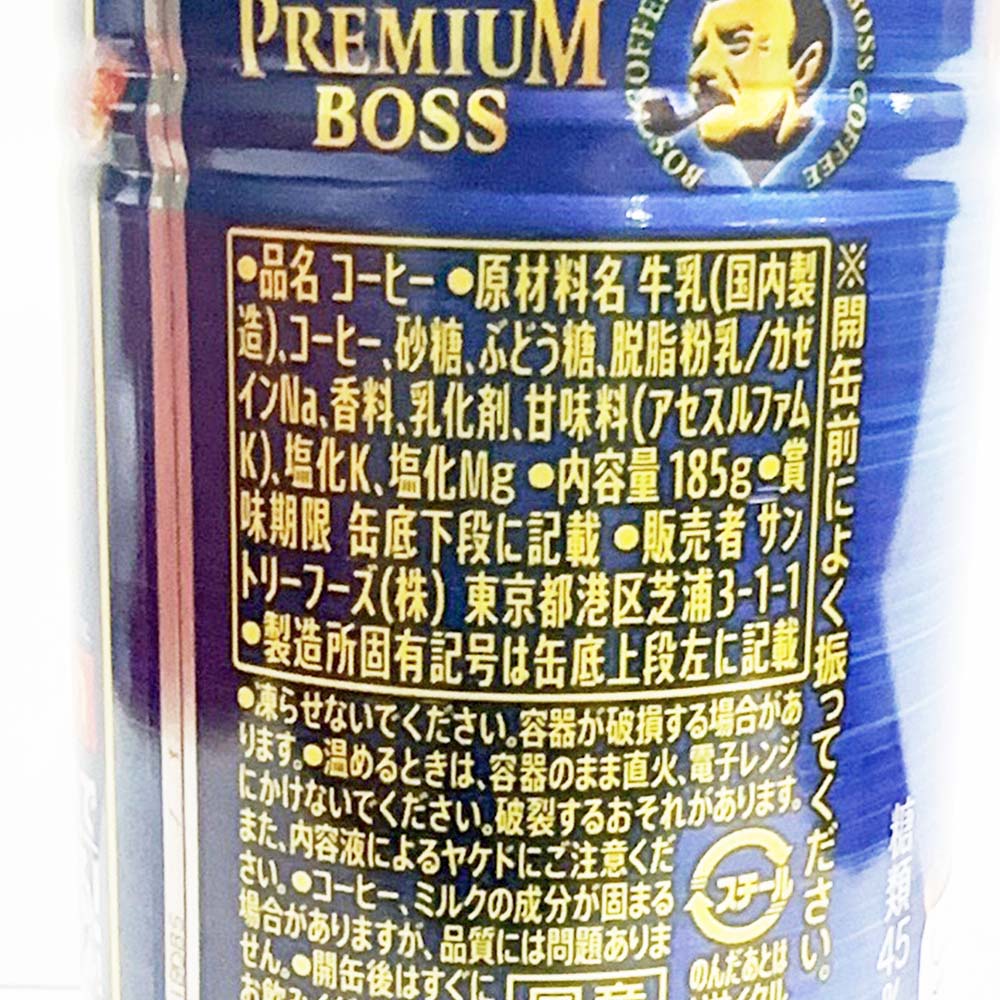 PREMIUM
BOSS
BOSS COFFEE
●品名 コーヒー ●原材料名 牛乳(国内製
造)、コーヒー、砂糖、ぶどう糖、脱脂粉乳/カゼ
インNa、香料、乳化剤、甘味料(アセスルファム
K)、塩化K、塩化Mg ●内容量 185g ●賞
味期限 缶底下段に記載 ●販売者 サン
トリーフーズ(株) 東京都港区芝浦3-1-1
●製造所固有記号は缶底上段左に記載
※開缶前によく振ってください。
●凍らせないでください。容器が破損する場合があ
ります。●温めるときは、容器のまま直火、電子レンジ
にかけないでください。破裂するおそれがあります。
また、内容液によるヤケドにご注意くだ
さい。●コーヒー、ミルクの成分が固まる
場合がありますが、品質には問題ありま
せん。●開缶後はすぐに
スチール
のんだあとは
糖類45